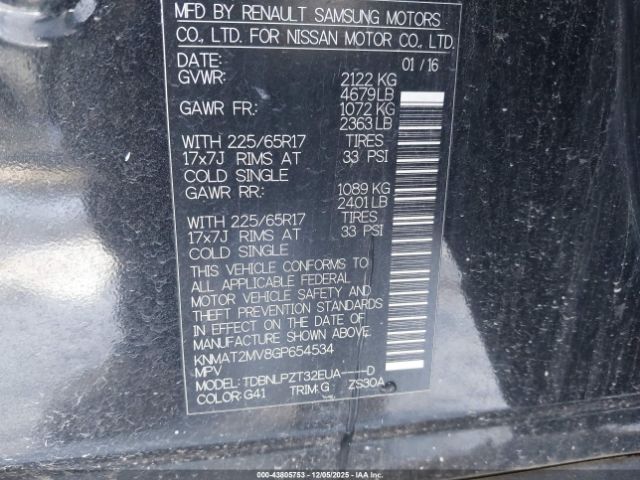 MFD BY RENAULT SAMSUNG MOTORS
CO., LTD. FOR NISSAN MOTOR CO., LTD.
DATE: 01/16
GVWR: 2122 KG
4679 LB
GAWR FR: 1072 KG
2363 LB
WITH 225/65R17 TIRES
17x7J RIMS AT 33 PSI
COLD SINGLE
GAWR RR: 1089 KG
2401 LB
WITH 225/65R17 TIRES
17x7J RIMS AT 33 PSI
COLD SINGLE
THIS VEHICLE CONFORMS TO
ALL APPLICABLE FEDERAL
MOTOR VEHICLE SAFETY AND
THEFT PREVENTION STANDARDS
IN EFFECT ON THE DATE OF
MANUFACTURE SHOWN ABOVE.
KNMAT2MV8GP654534
MPV
MODEL: TDBNLPZT32EUA----D
COLOR: G41 TRIM: G ZS30A
000-43805753 | 12/05/2025 - COPART IAAI